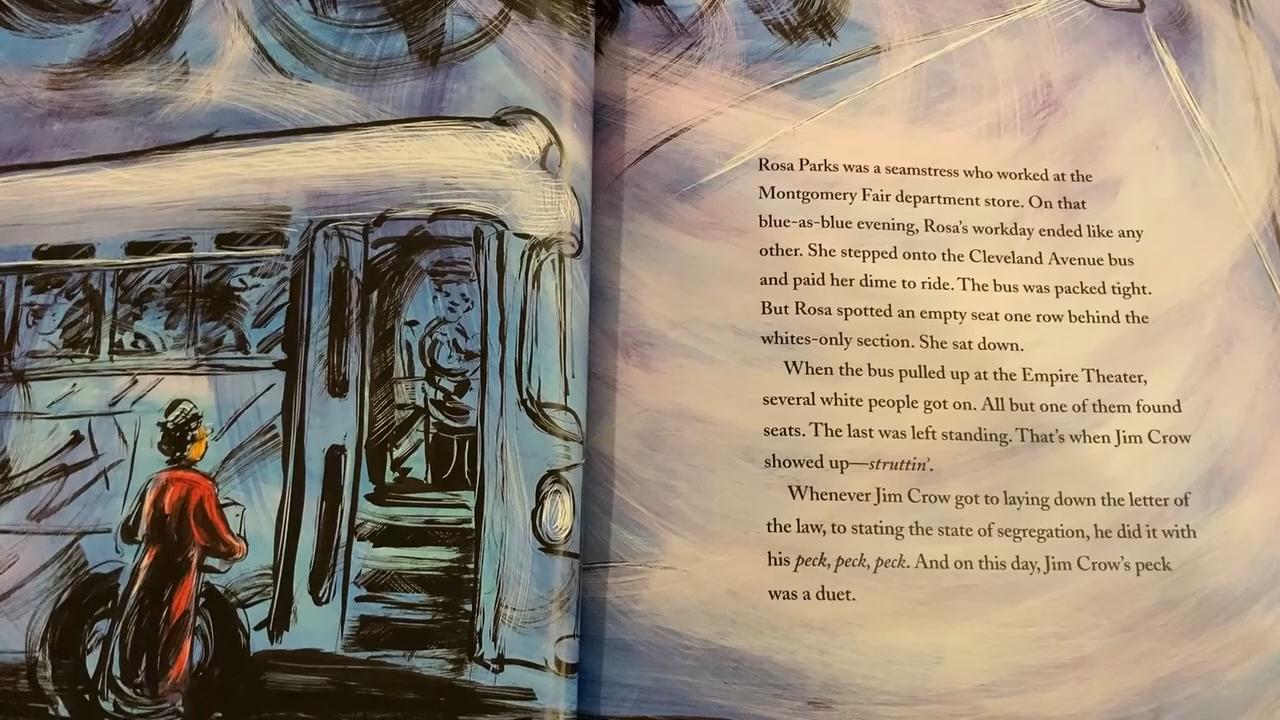 Rosa Parks was a seamstress who worked at the
Montgomery Fair department store. On that
blue-as-blue evening, Rosa's workday ended like any
other. She stepped onto the Cleveland Avenue bus
and paid her dime to ride. The bus was packed tight.
But Rosa spotted an empty seat one row behind the
whites-only section. She sat down.
When the bus pulled up at the Empire Theater,
several white people got on. All but one of them found
seats. The last was left standing. That's when Jim Crow
showed up—struttin'.
Whenever Jim Crow got to laying down the letter of
the law, to stating the state of segregation, he did it with
his peck, peck, peck. And on this day, Jim Crow's peck
was a duet.